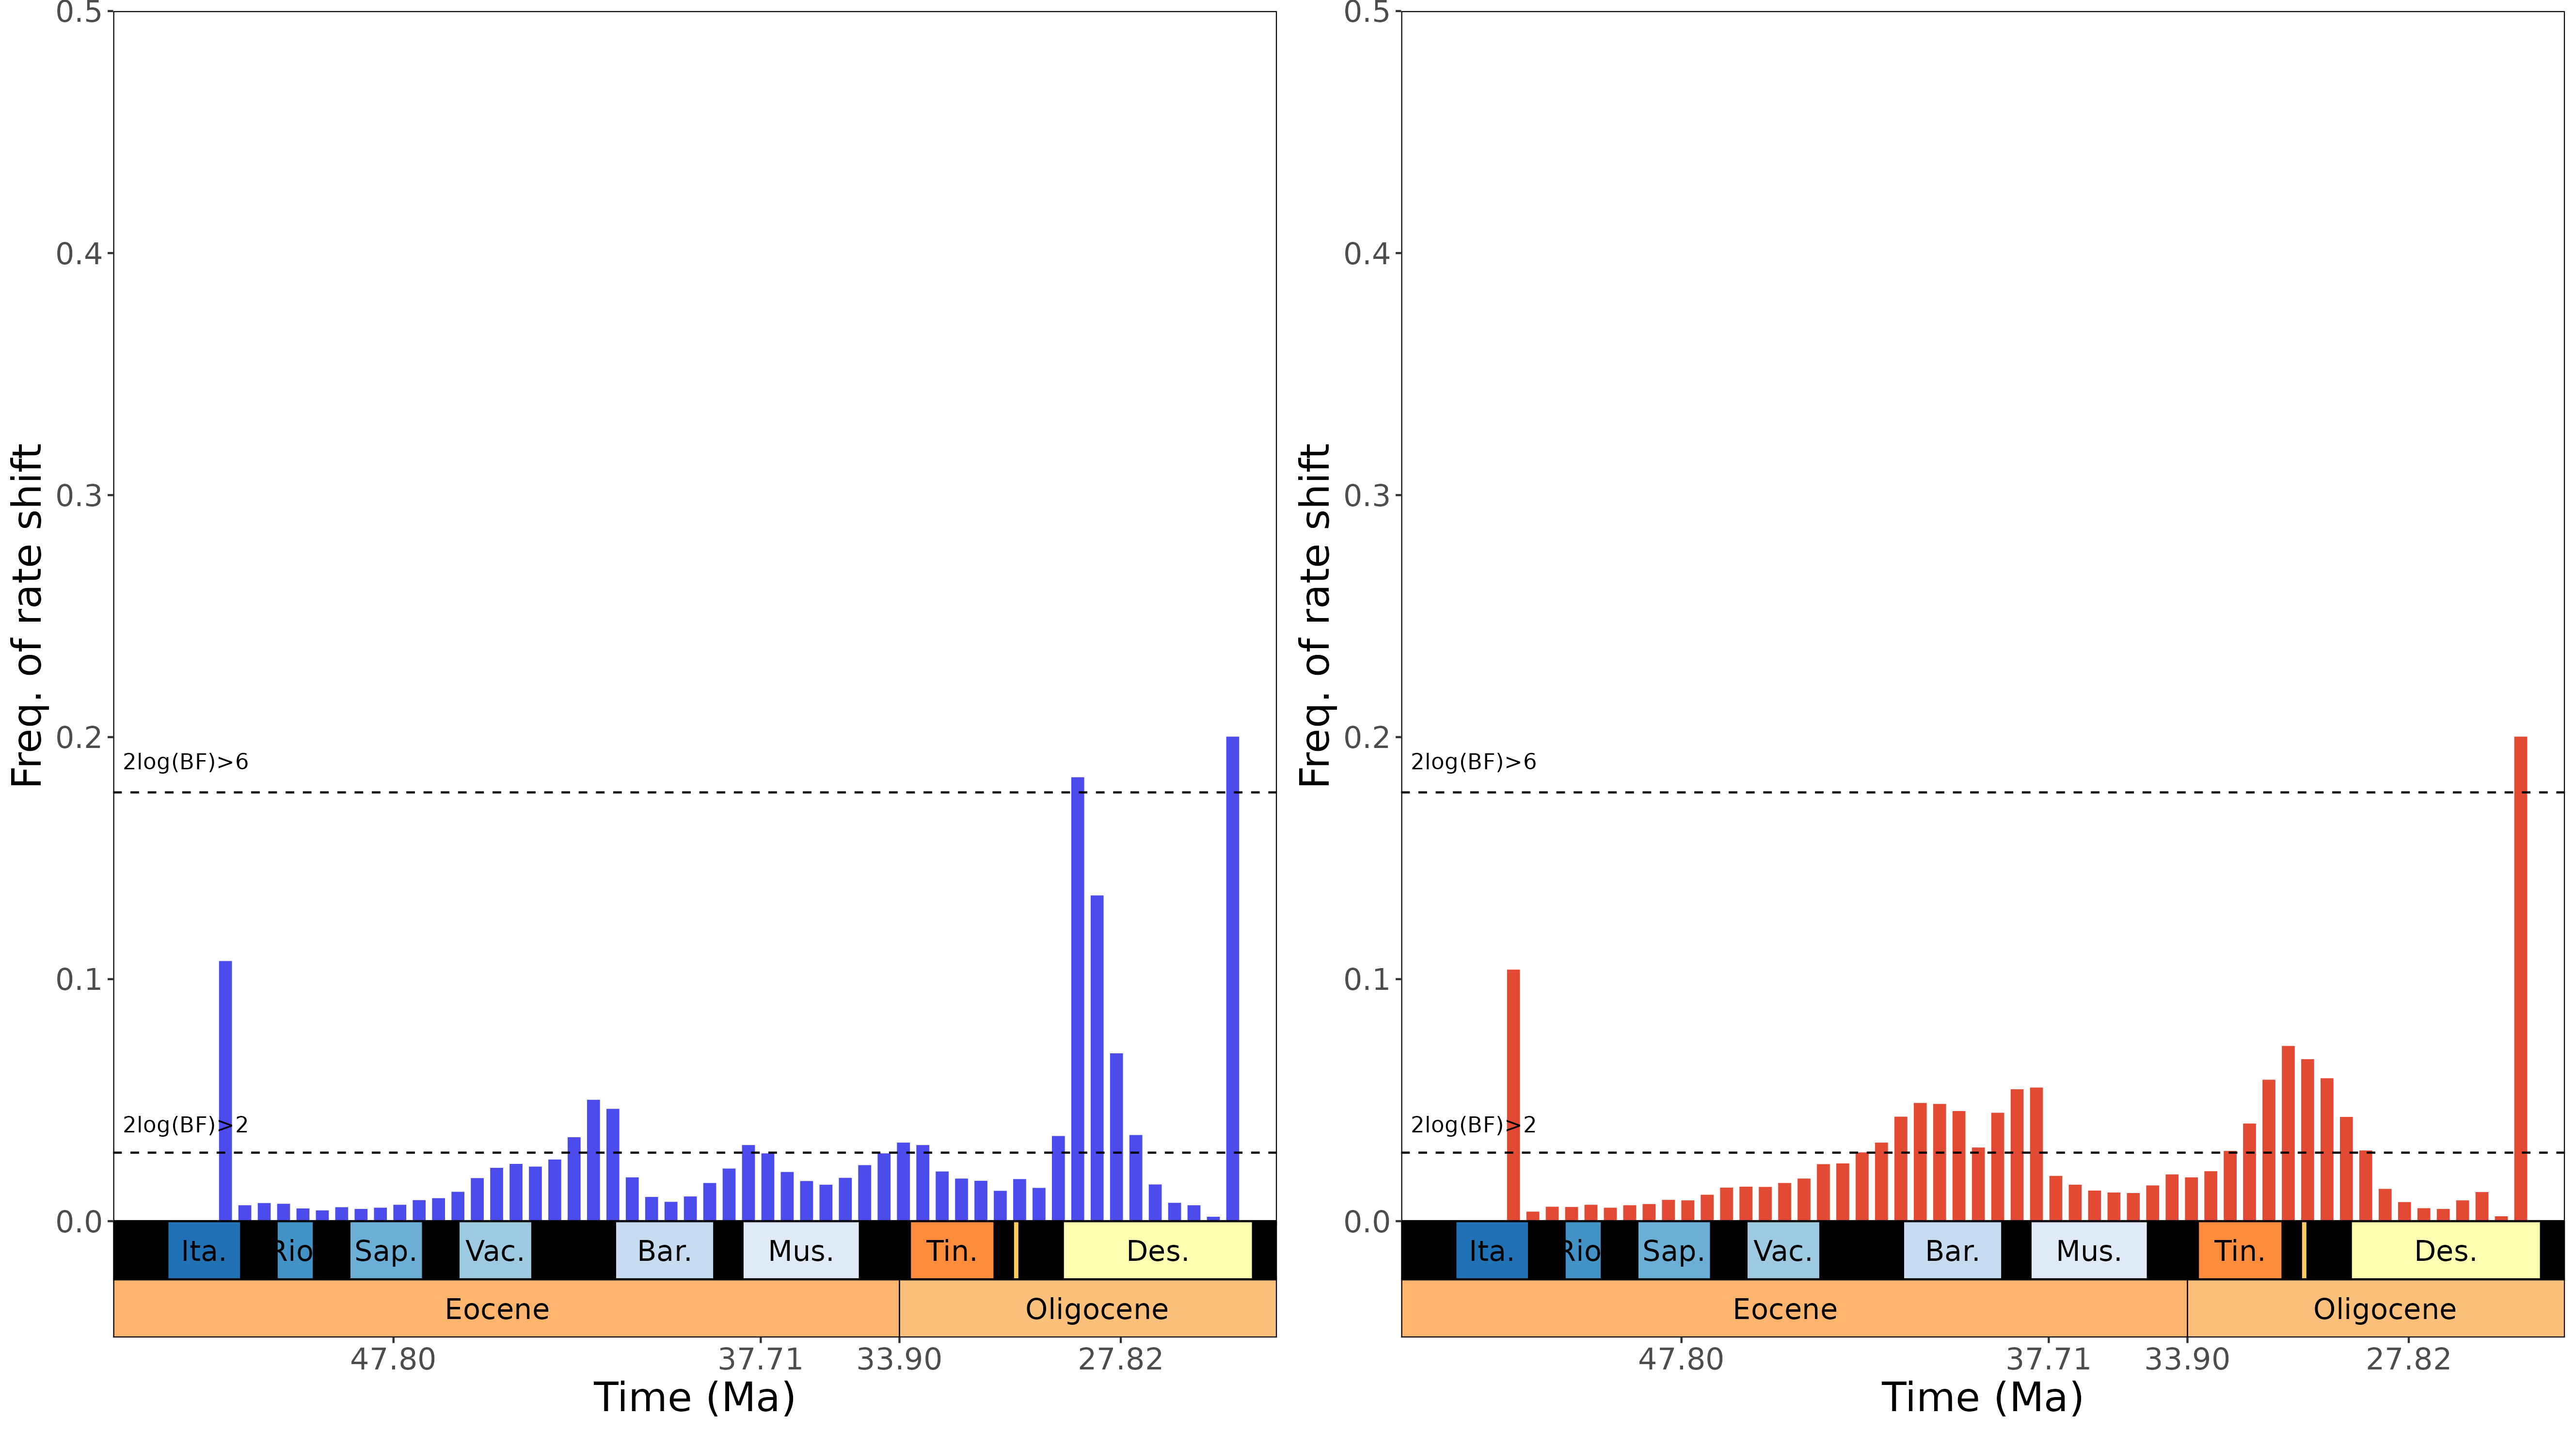 Freq. of rate shift
0.5
0.4
0.3
0.2
0.1
0.0
2log(BF)>6
2log(BF)>2
Ita.
Rio
Sap.
Vac.
Bar.
Mus.
Tin.
Des.
Eocene
Oligocene
47.80
37.71
33.90
27.82
Time (Ma)
Freq. of rate shift
0.5
0.4
0.3
0.2
0.1
0.0
2log(BF)>6
2log(BF)>2
Ita.
Rio
Sap.
Vac.
Bar.
Mus.
Tin.
Des.
Eocene
Oligocene
47.80
37.71
33.90
27.82
Time (Ma)